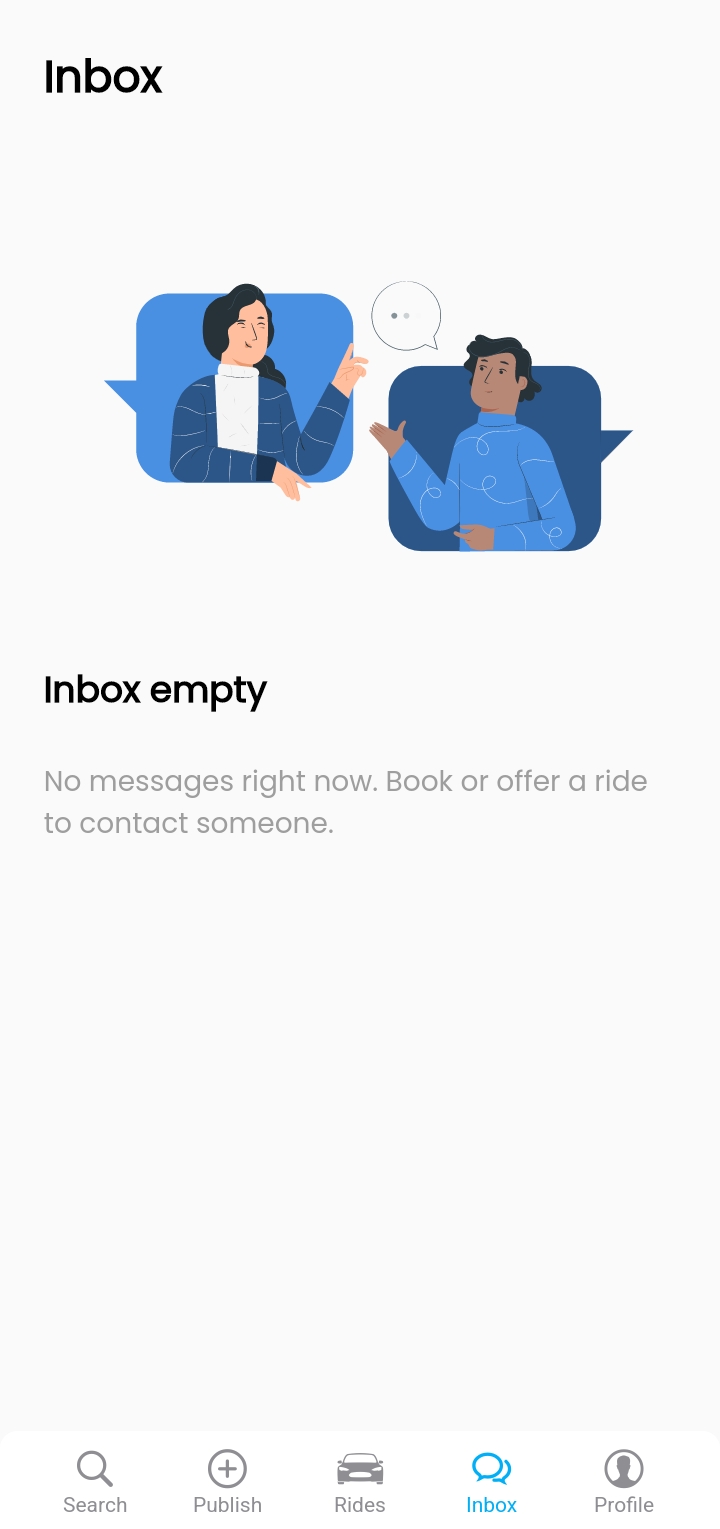 Inbox
Inbox empty
No messages right now. Book or offer a ride
to contact someone.
Search
Publish
Rides
Inbox
Profile